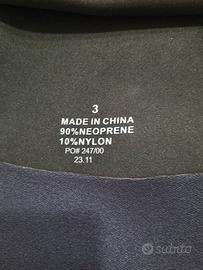 3
MADE IN CHINA
90%NEOPRENE
10%NYLON
PO# 247/00
23.11
subito